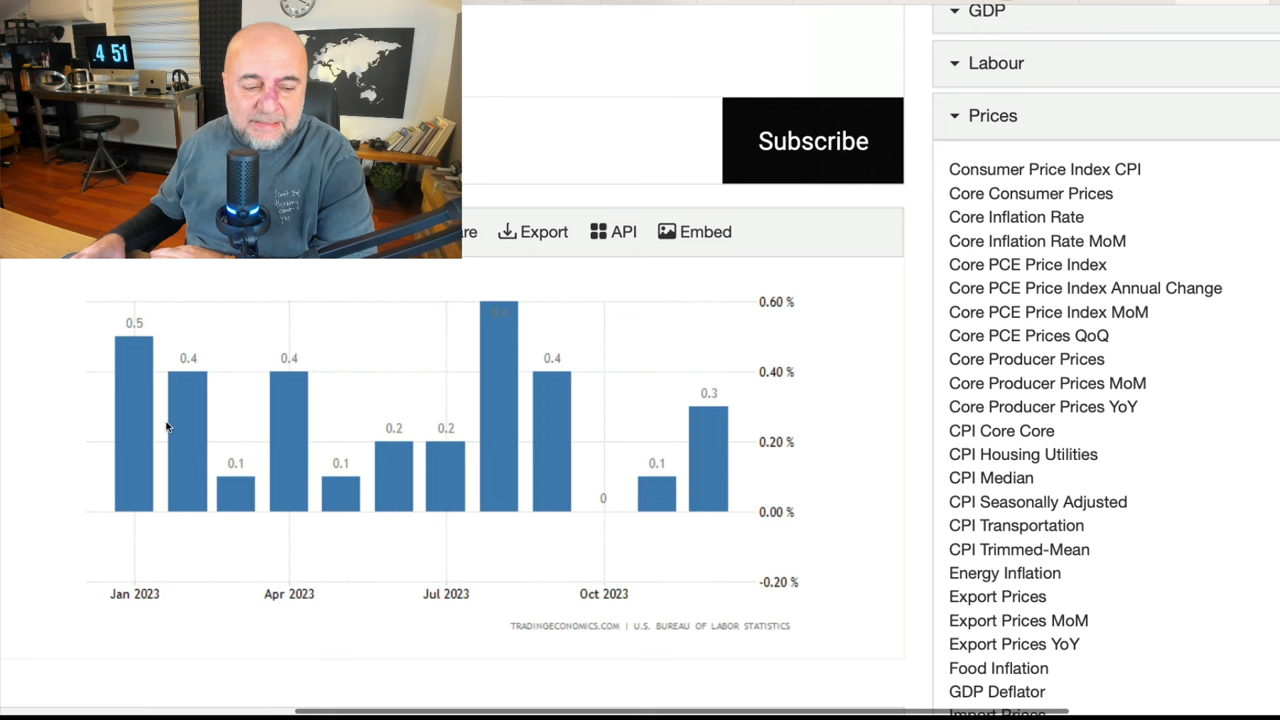 .4 51
GDP
Labour
Subscribe
Prices
Export API Embed
Consumer Price Index CPI
Core Consumer Prices
Core Inflation Rate
Core Inflation Rate MoM
Core PCE Price Index
Core PCE Price Index Annual Change
Core PCE Price Index MoM
Core PCE Prices QoQ
Core Producer Prices
Core Producer Prices MoM
Core Producer Prices YoY
CPI Core Core
CPI Housing Utilities
CPI Median
CPI Seasonally Adjusted
CPI Transportation
CPI Trimmed-Mean
Energy Inflation
Export Prices
Export Prices MoM
Export Prices YoY
Food Inflation
GDP Deflator
Import Prices
0.5
0.4
0.1
0.4
0.1
0.2
0.2
0.6
0.4
0
0.1
0.3
0.60 %
0.40 %
0.20 %
0.00 %
-0.20 %
Jan 2023 Apr 2023 Jul 2023 Oct 2023
TRADINGECONOMICS.COM | U.S. BUREAU OF LABOR STATISTICS